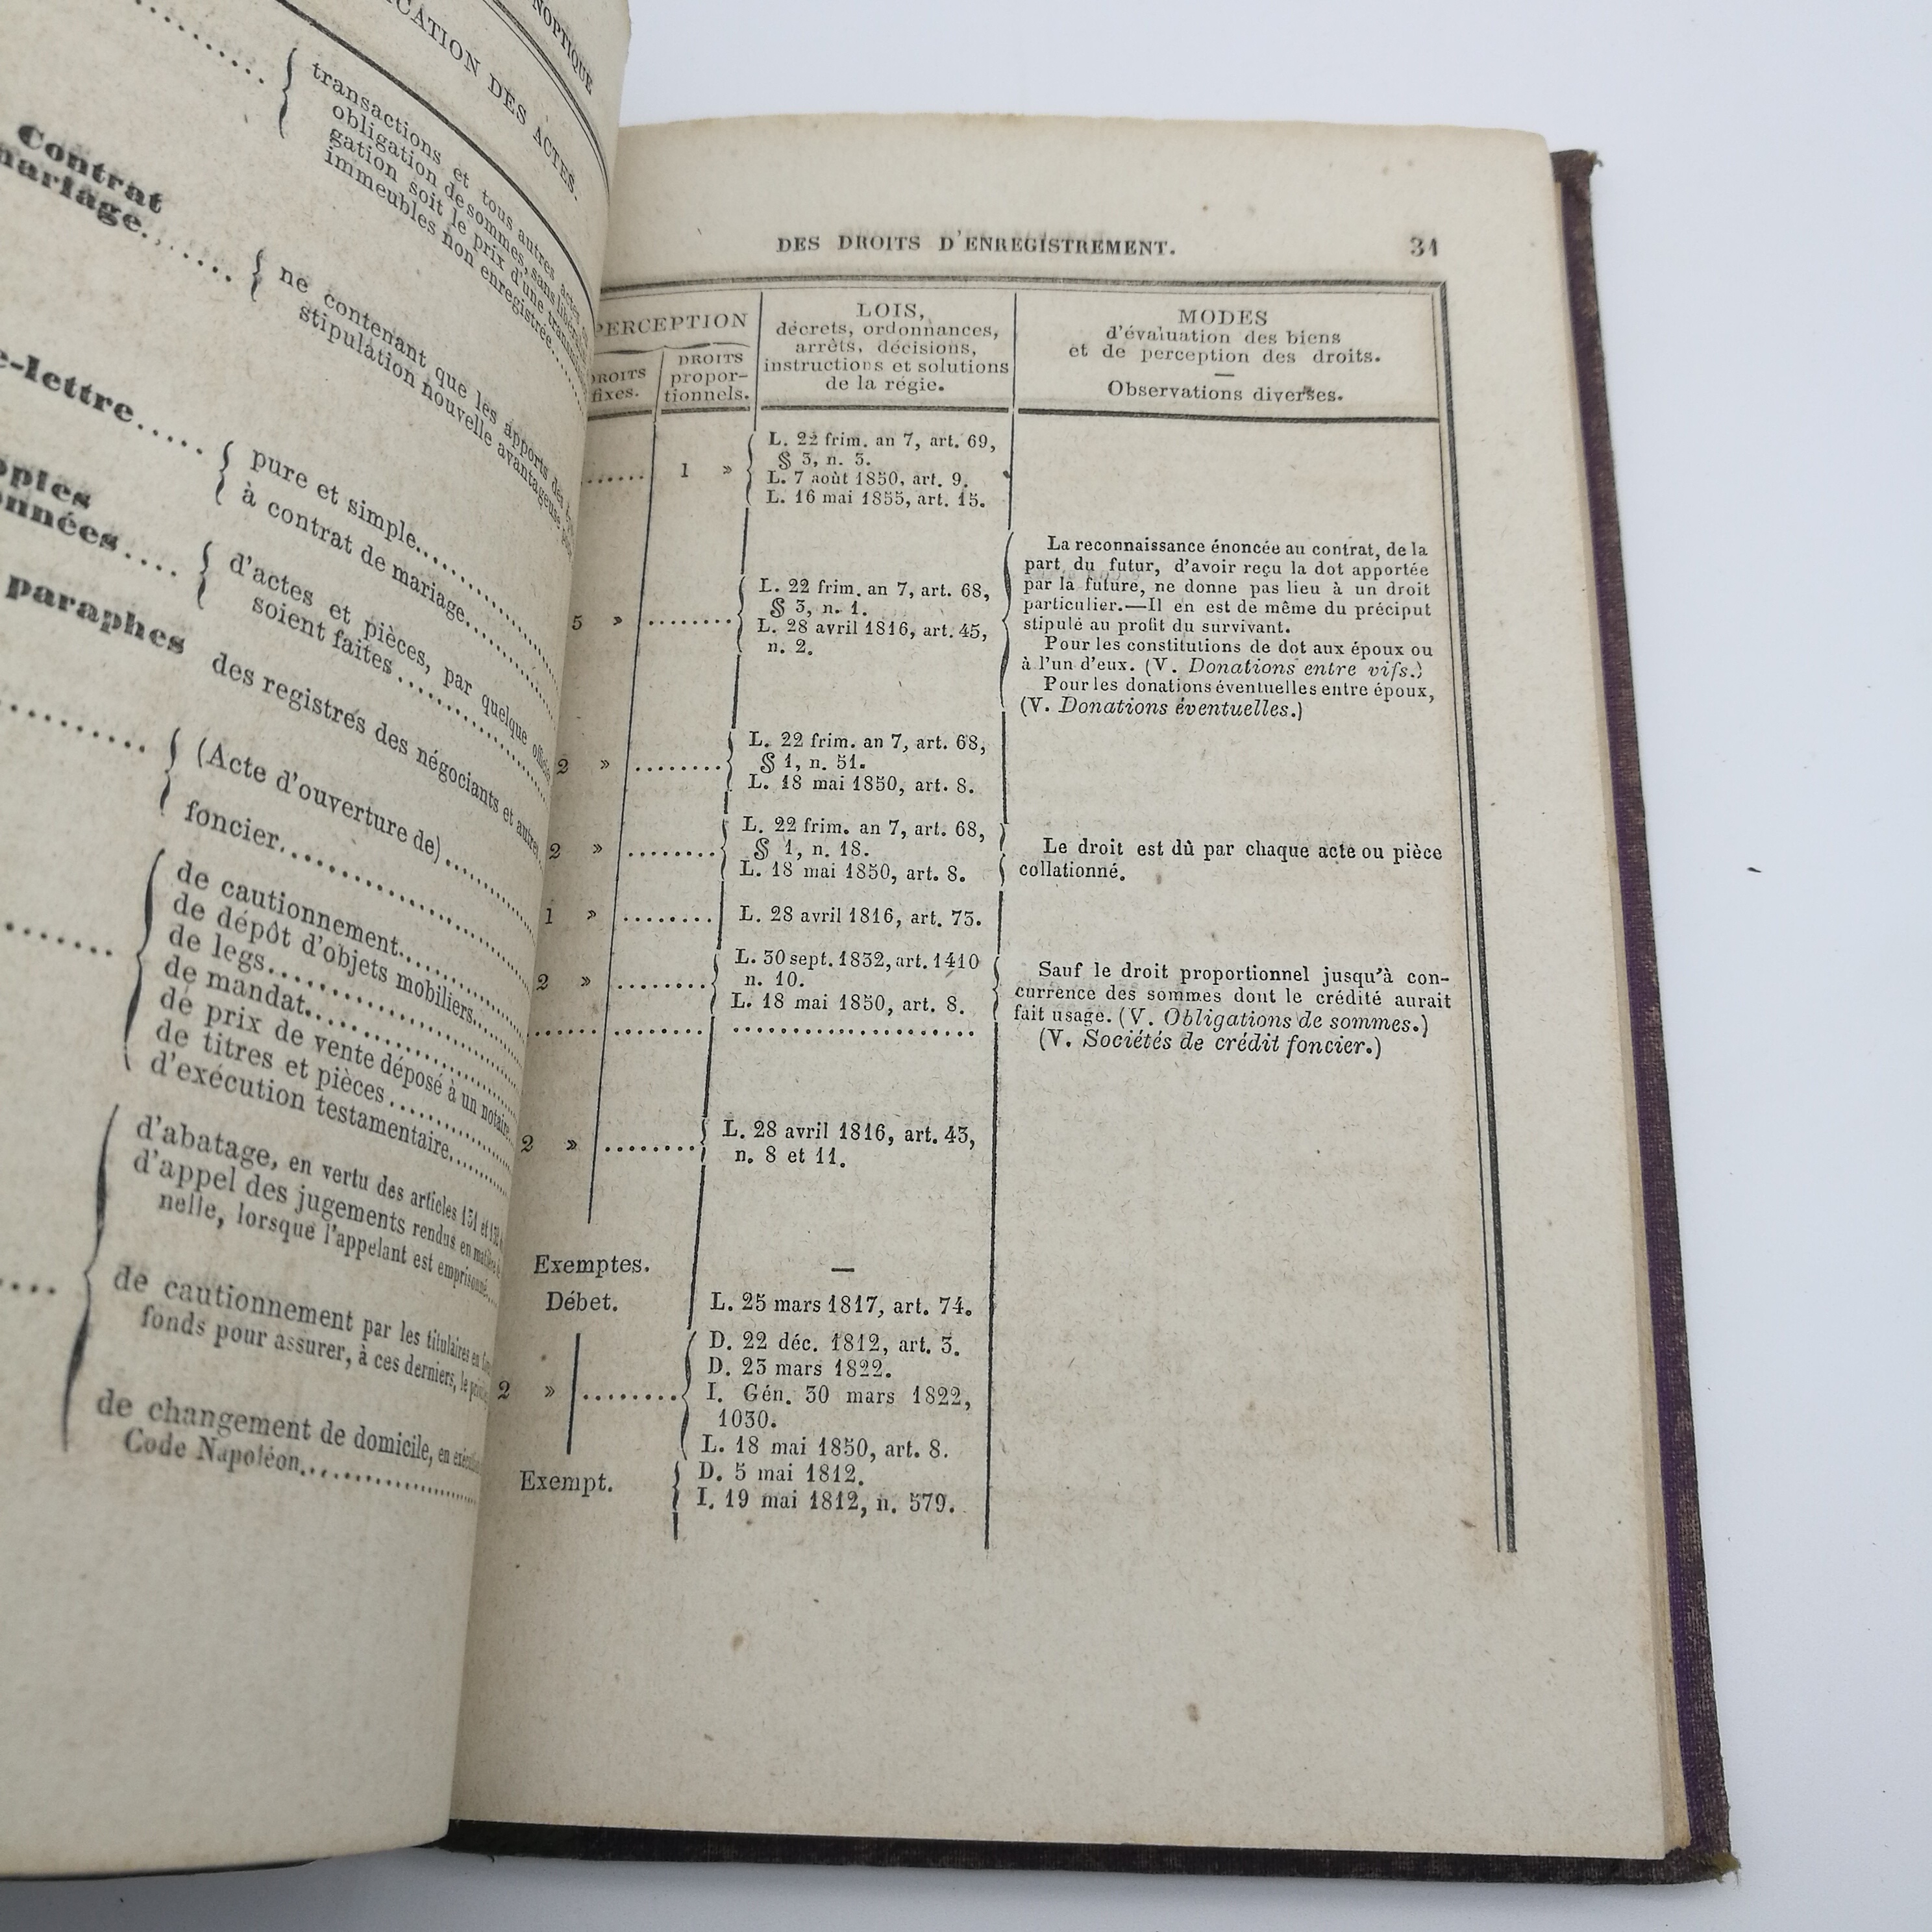 NOPTIQUE
CATION DES ACTES.
transactions et tous autres
obligation de sommes, sans
gation soit le prix d'une
immeubles non enregistrée.....
Contrat
mariage.......
ne contenant que les apports des
stipulation nouvelle avantageuse
e-lettre.....
pure et simple..........
à contrat de mariage..........
onnées....
d'actes et pièces, par quelque
soient faites..........
paraphes des registres des négociants et autres
(Acte d'ouverture de)..........
foncier..........
de cautionnement..........
de dépôt d'objets mobiliers..........
de legs..........
de mandat..........
de prix de vente déposé à un notaire
de titres et pièces..........
d'exécution testamentaire..........
d'abatage, en vertu des articles 151 et
d'appel des jugements rendus en
nelle, lorsque l'appelant est emprisonné....
de cautionnement par les titulaires en
fonds pour assurer, à ces derniers, le
de changement de domicile, en
Code Napoléon..........
DES DROITS D'ENREGISTREMENT. 31
PERCEPTION
DROITS
fixes.
DROITS
propor-
tionnels.
LOIS,
décrets, ordonnances,
arrêts, décisions,
instructions et solutions
de la régie.
MODES
d'évaluation des biens
et de perception des droits.
—
Observations diverses.
...... 1 »
L. 22 frim. an 7, art. 69,
§ 3, n. 3.
L. 7 août 1850, art. 9.
L. 16 mai 1855, art. 15.
5 » ........
L. 22 frim. an 7, art. 68,
§ 3, n. 1.
L. 28 avril 1816, art. 45,
n. 2.
La reconnaissance énoncée au contrat, de la
part du futur, d'avoir reçu la dot apportée
par la future, ne donne pas lieu à un droit
particulier.—Il en est de même du préciput
stipulé au profit du survivant.
Pour les constitutions de dot aux époux ou
à l'un d'eux. (V. Donations entre vifs.)
Pour les donations éventuelles entre époux,
(V. Donations éventuelles.)
2 » ........
L. 22 frim. an 7, art. 68,
§ 1, n. 51.
L. 18 mai 1850, art. 8.
2 » ........
L. 22 frim. an 7, art. 68,
§ 1, n. 18.
L. 18 mai 1850, art. 8.
Le droit est dû par chaque acte ou pièce
collationné.
1 » ........ L. 28 avril 1816, art. 73.
2 » ........
L. 30 sept. 1832, art. 1410
n. 10.
L. 18 mai 1850, art. 8.
Sauf le droit proportionnel jusqu'à con-
currence des sommes dont le crédité aurait
fait usage. (V. Obligations de sommes.)
...... ........ ....................
(V. Sociétés de crédit foncier.)
2 » ........
L. 28 avril 1816, art. 43,
n. 8 et 11.
Exemptes. —
Débet. L. 25 mars 1817, art. 74.
2 » ........
D. 22 déc. 1812, art. 3.
D. 23 mars 1822.
I. Gén. 30 mars 1822,
1030.
L. 18 mai 1850, art. 8.
Exempt.
D. 5 mai 1812.
I. 19 mai 1812, n. 579.